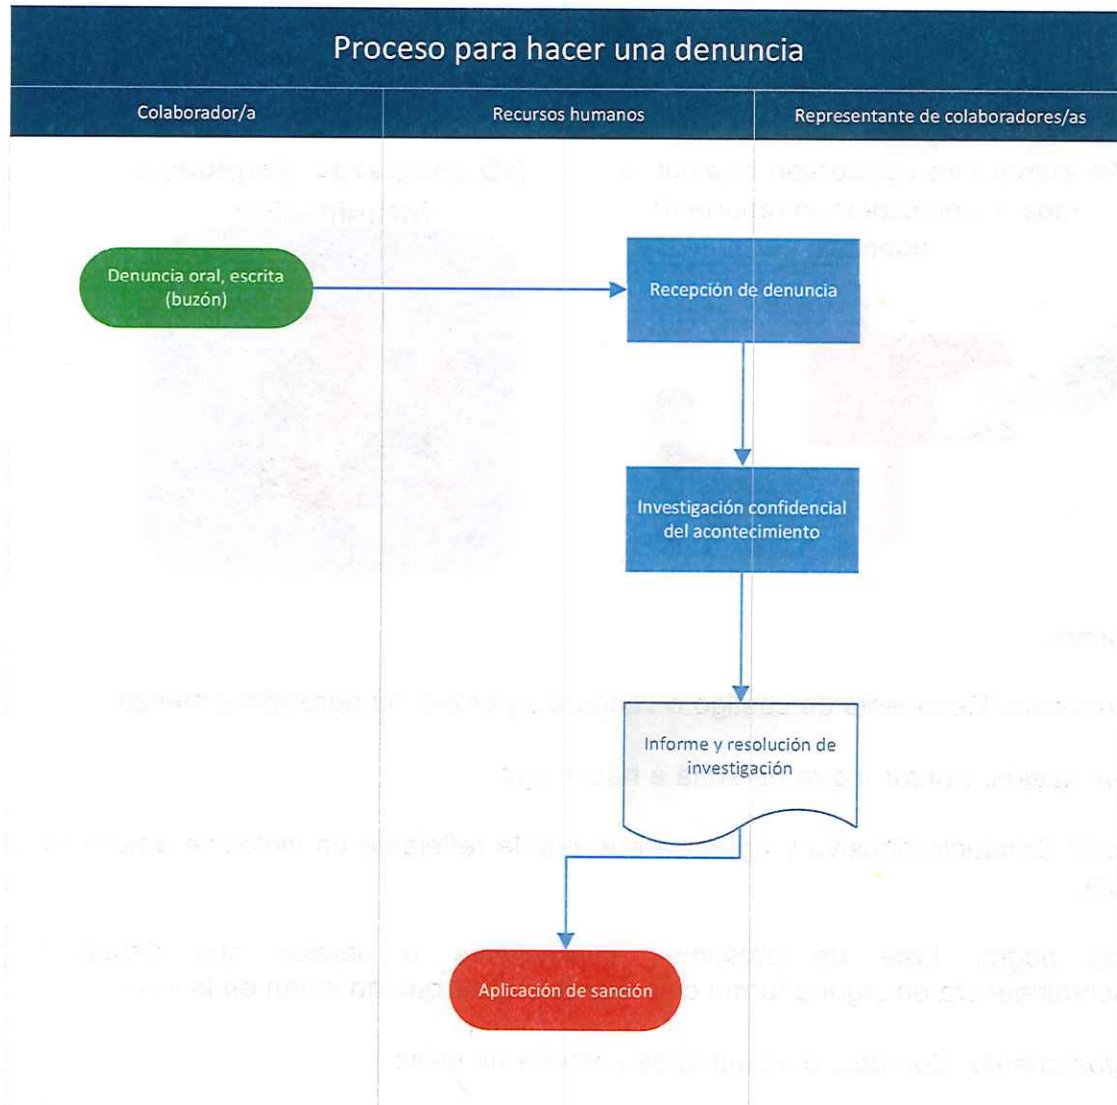 Proceso para hacer una denuncia
Colaborador/a
Recursos humanos
Representante de colaboradores/as
Denuncia oral, escrita
(buzón)
Recepción de denuncia
Investigación confidencial
del acontecimiento
Informe y resolución de
investigación
Aplicación de sanción